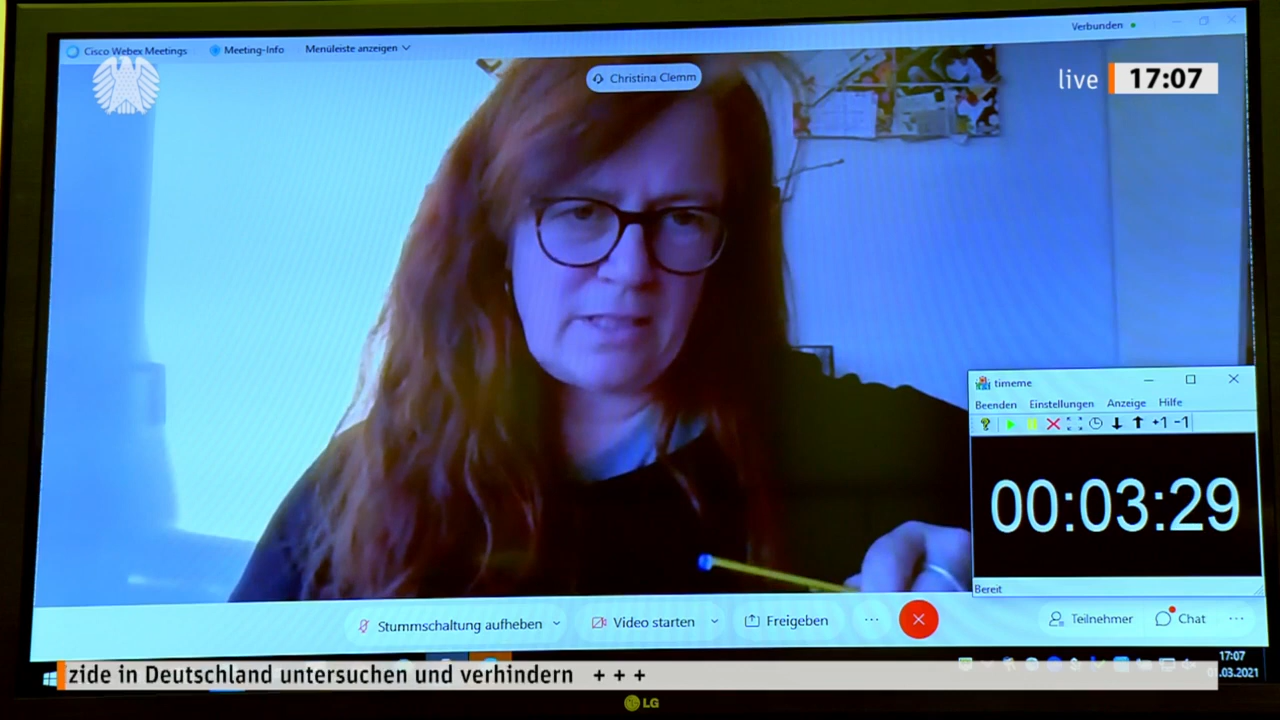 Cisco Webex Meetings
Meeting-Info
Menüleiste anzeigen
Verbunden
Christina Clemm
live 17:07
timeme
Beenden Einstellungen Anzeige Hilfe
+1 -1
00:03:29
Bereit
Stummschaltung aufheben
Video starten
Freigeben
...
Teilnehmer
Chat
...
17:07
.03.2021
zide in Deutschland untersuchen und verhindern +++
LG